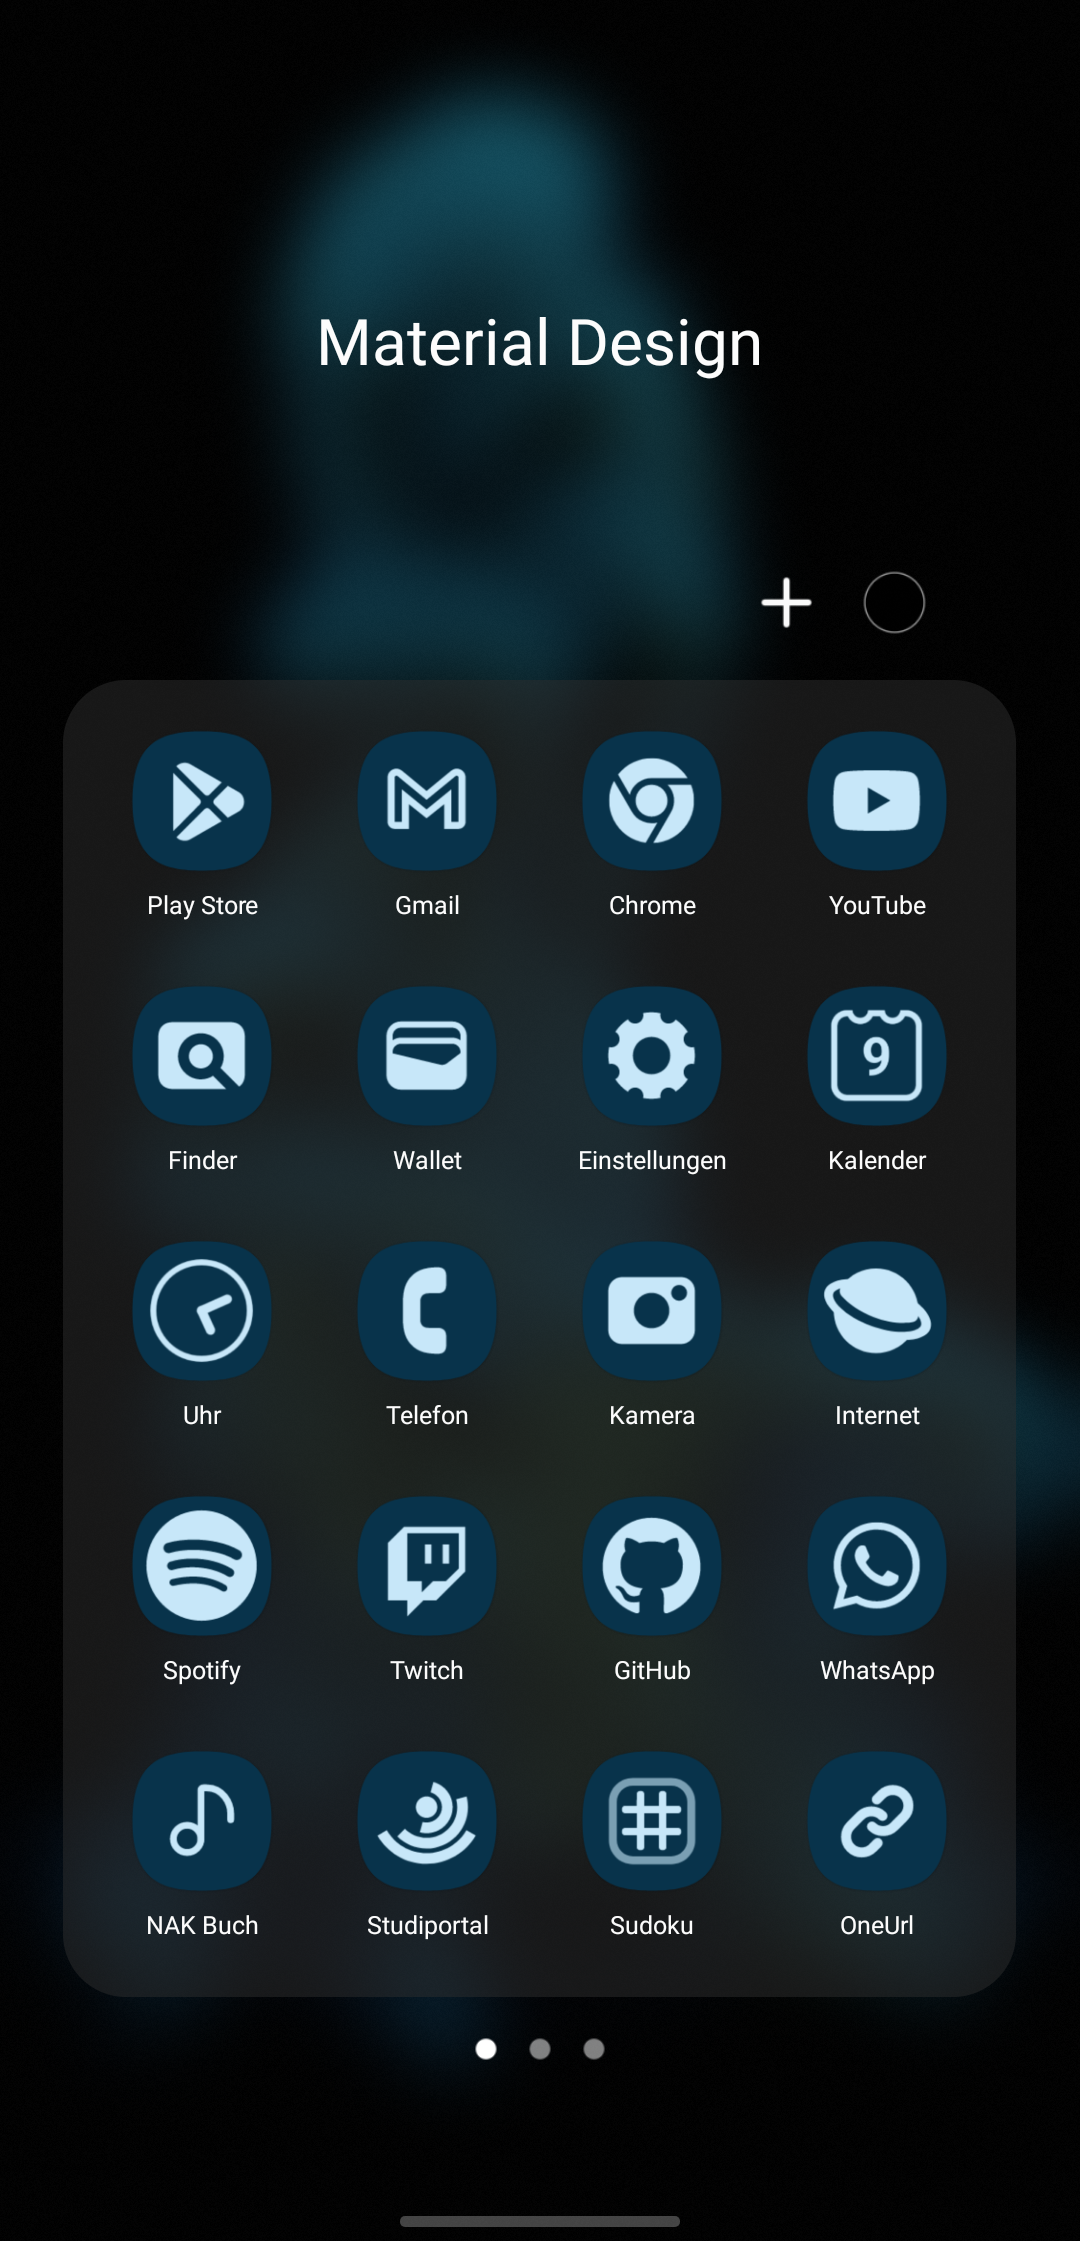 Material Design
Play Store
Gmail
Chrome
YouTube
Finder
Wallet
Einstellungen
9
Kalender
Uhr
Telefon
Kamera
Internet
Spotify
Twitch
GitHub
WhatsApp
NAK Buch
Studiportal
Sudoku
OneUrl